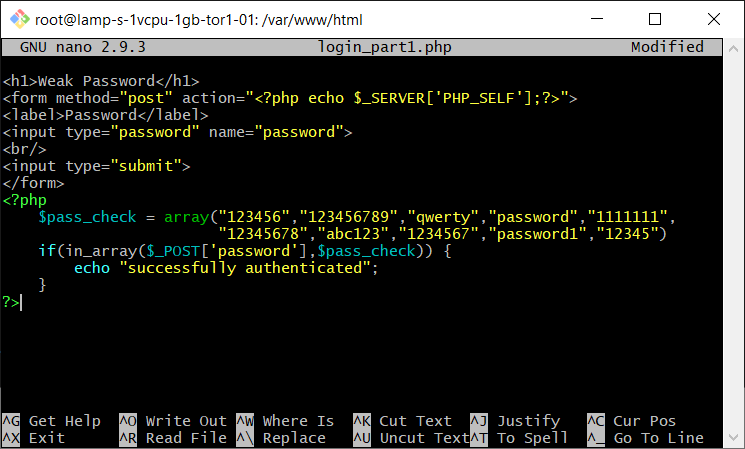 root@lamp-s-1vcpu-1gb-tor1-01: /var/www/html
GNU nano 2.9.3 login_part1.php Modified
<h1>Weak Password</h1>
<form method="post" action="<?php echo $_SERVER['PHP_SELF'];?>">
<label>Password</label>
<input type="password" name="password">
<br/>
<input type="submit">
</form>
<?php
    $pass_check = array("123456","123456789","qwerty","password","1111111",
                        "12345678","abc123","1234567","password1","12345")
    if(in_array($_POST['password'],$pass_check)) {
        echo "successfully authenticated";
    }
?>
^G Get Help ^O Write Out ^W Where Is ^K Cut Text ^J Justify ^C Cur Pos
^X Exit ^R Read File ^\ Replace ^U Uncut Text ^T To Spell ^_ Go To Line